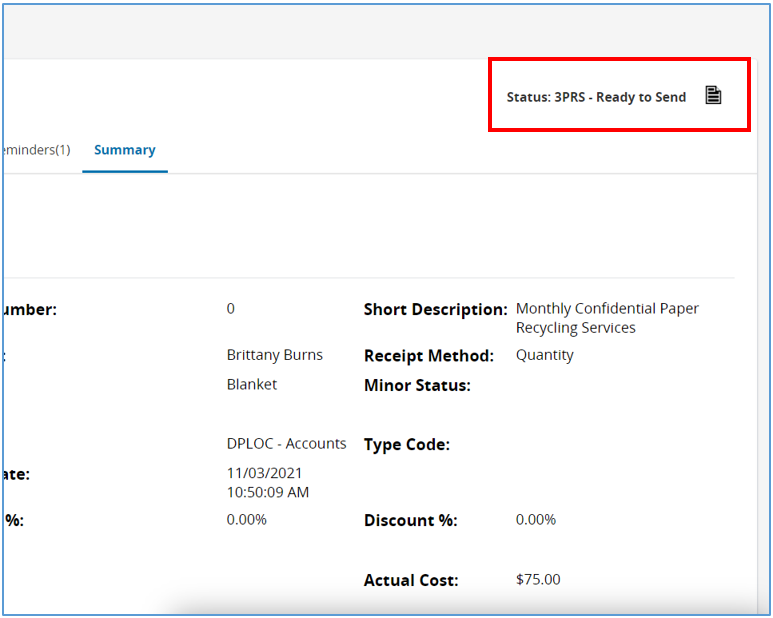 Status: 3PRS - Ready to Send
eminders(1) Summary
umber: 0 Short Description: Monthly Confidential Paper
Recycling Services
: Brittany Burns Receipt Method: Quantity
Blanket Minor Status:
DPLOC - Accounts Type Code:
ate: 11/03/2021
10:50:09 AM
%: 0.00% Discount %: 0.00%
Actual Cost: $75.00